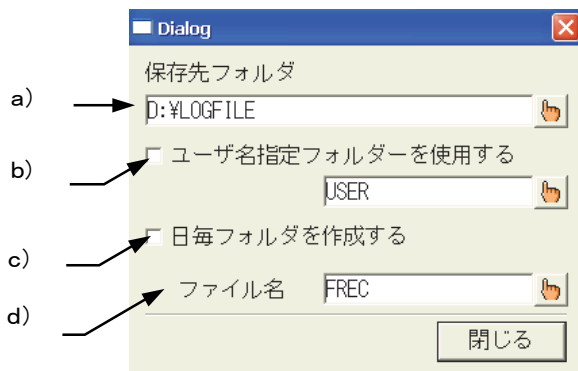 Dialog
保存先フォルダ
a)
D:¥LOGFILE
b)
ユーザ名指定フォルダーを使用する
USER
c)
日毎フォルダを作成する
d)
ファイル名 FREC
閉じる